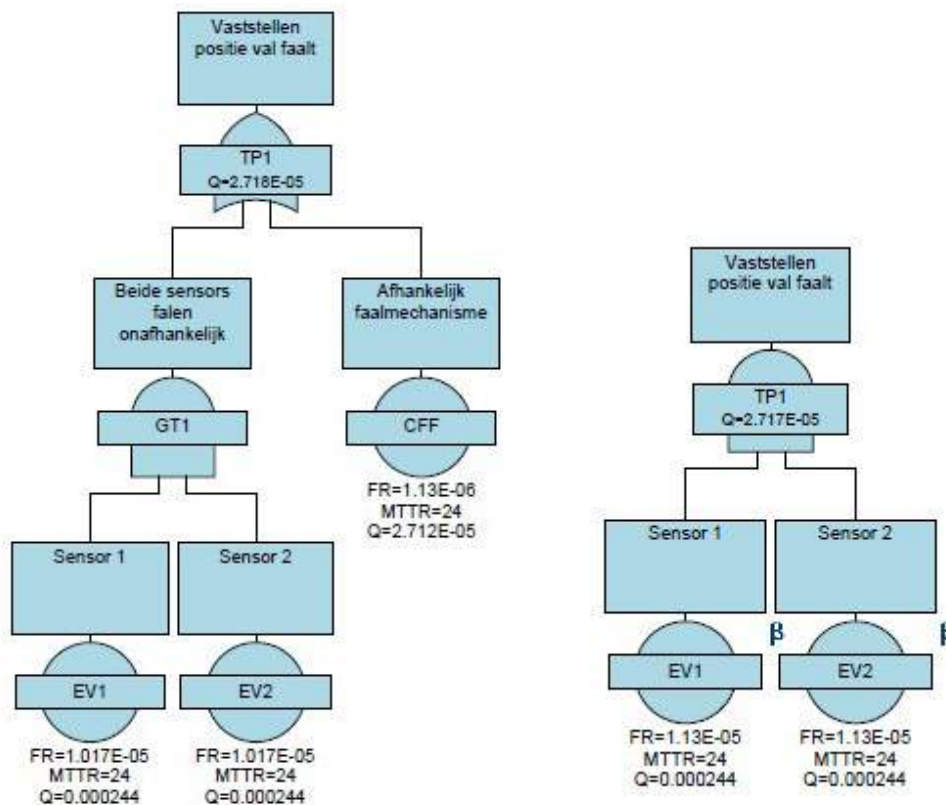 Vaststellen
positie val faalt
TP1
Q=2.718E-05
Beide sensors
falen
onafhankelijk
Afhankelijk
faalmechanisme
GT1
CFF
FR=1.13E-06
MTTR=24
Q=2.712E-05
Sensor 1
Sensor 2
EV1
EV2
FR=1.017E-05
MTTR=24
Q=0.000244
FR=1.017E-05
MTTR=24
Q=0.000244
Vaststellen
positie val faalt
TP1
Q=2.717E-05
Sensor 1
Sensor 2
β
β
EV1
EV2
FR=1.13E-05
MTTR=24
Q=0.000244
FR=1.13E-05
MTTR=24
Q=0.000244